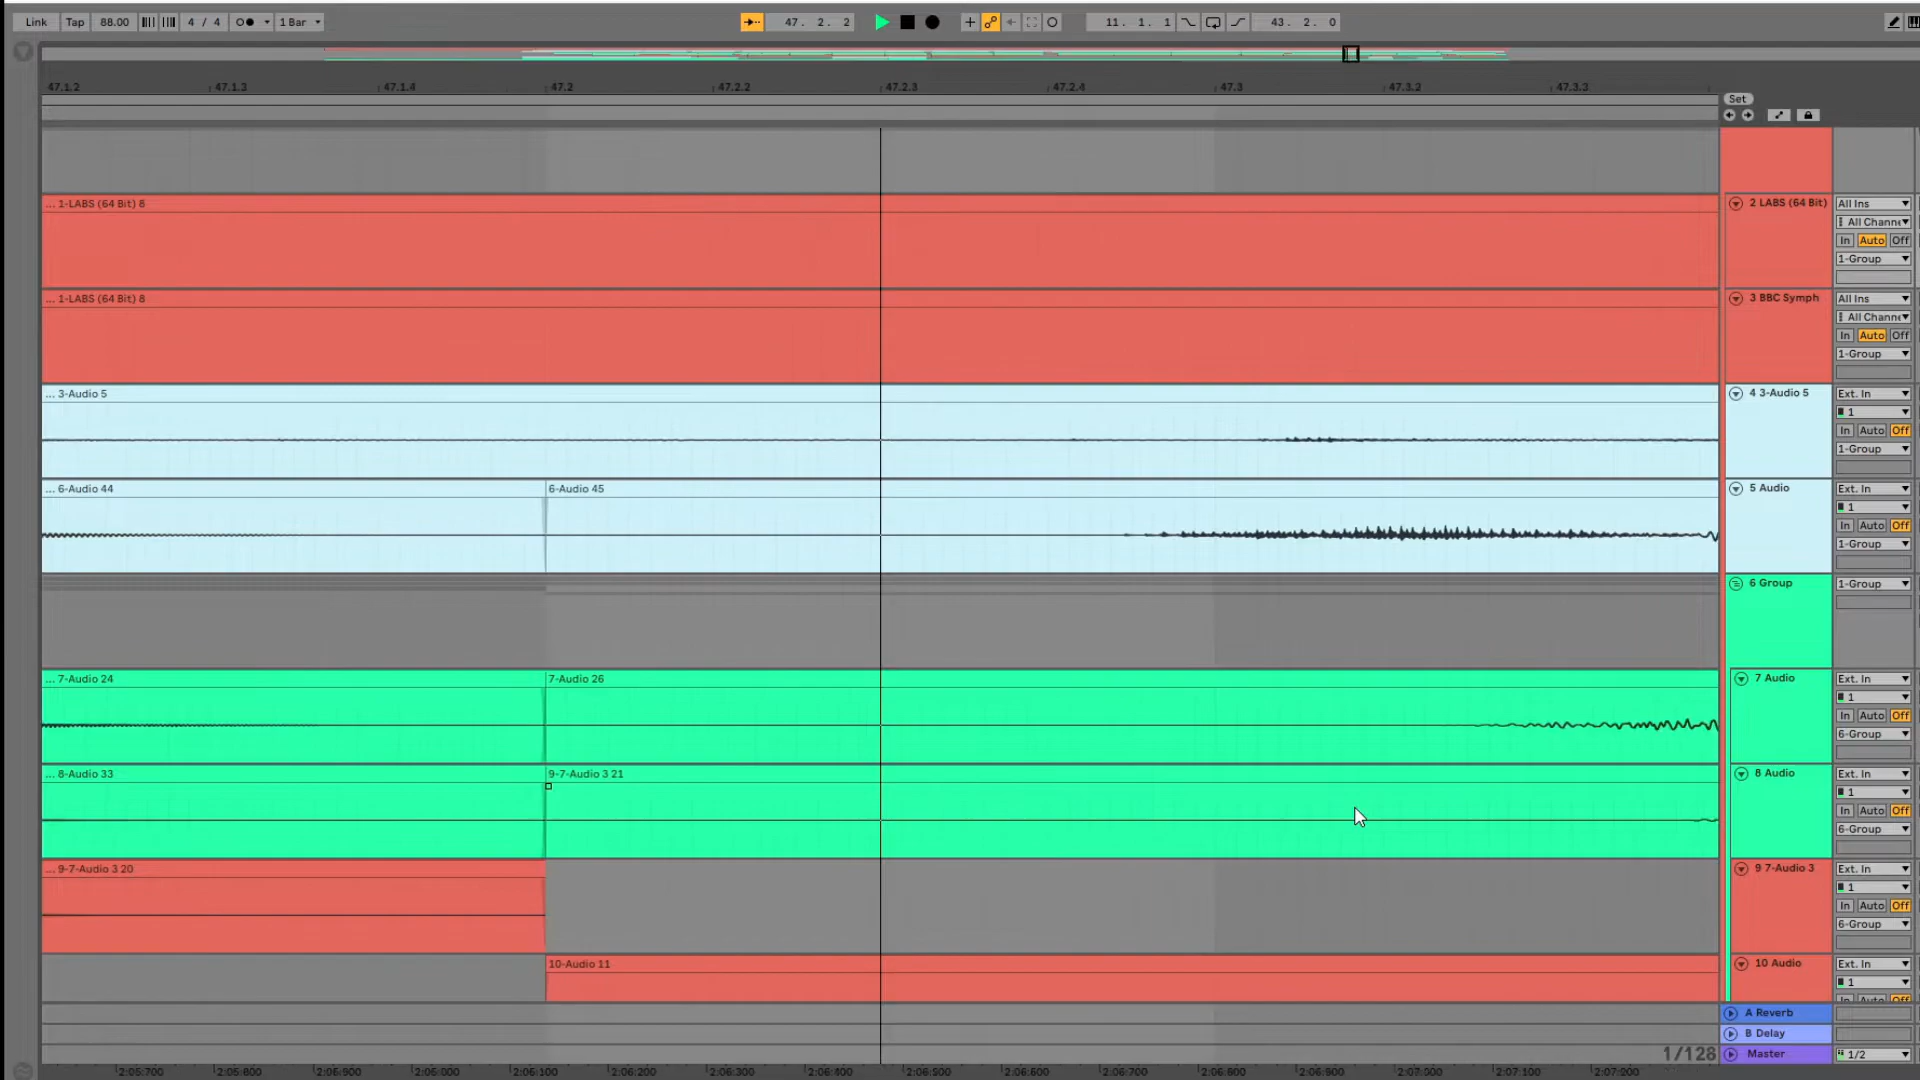 Link Tap 88.00 4 / 4 1 Bar 47. 2. 2 11. 1. 1 43. 2. 0
47.1.2 47.1.3 47.1.4 47.2 47.2.2 47.2.3 47.2.4 47.3 47.3.2 47.3.3
Set
... 1-LABS (64 Bit) 8 2 LABS (64 Bit) All Ins
All Channe
In Auto Off
1-Group
... 1-LABS (64 Bit) 8 3 BBC Symph All Ins
All Channe
In Auto Off
1-Group
... 3-Audio 5 4 3-Audio 5 Ext. In
1
In Auto Off
1-Group
... 6-Audio 44 6-Audio 45 5 Audio Ext. In
1
In Auto Off
1-Group
6 Group 1-Group
... 7-Audio 24 7-Audio 26 7 Audio Ext. In
1
In Auto Off
6-Group
... 8-Audio 33 9-7-Audio 3 21 8 Audio Ext. In
1
In Auto Off
6-Group
... 9-7-Audio 3 20 9 7-Audio 3 Ext. In
1
In Auto Off
6-Group
10-Audio 11 10 Audio Ext. In
1
In Auto Off
A Reverb
B Delay
1/128 Master 1/2
2:05:700 2:05:800 2:05:900 2:06:000 2:06:100 2:06:200 2:06:300 2:06:400 2:06:500 2:06:600 2:06:700 2:06:800 2:06:900